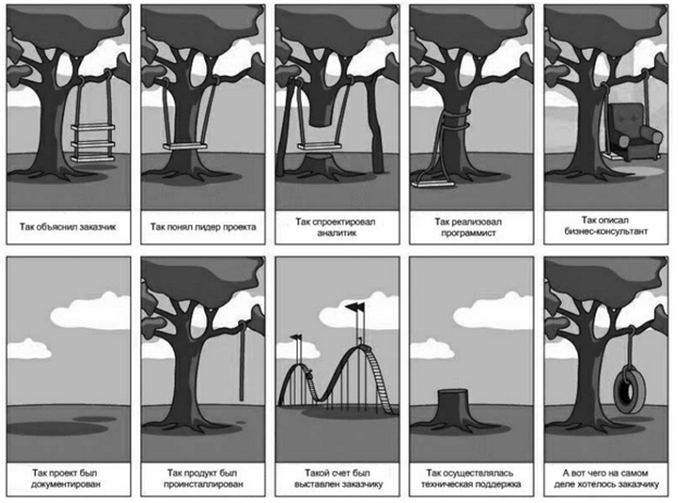 Так объяснил заказчик
Так понял лидер проекта
Так спроектировал
аналитик
Так реализовал
программист
Так описал
бизнес-консультант
Так проект был
документирован
Так продукт был
проинсталлирован
Такой счет был
выставлен заказчику
Так осуществлялась
техническая поддержка
А вот чего на самом
деле хотелось заказчику